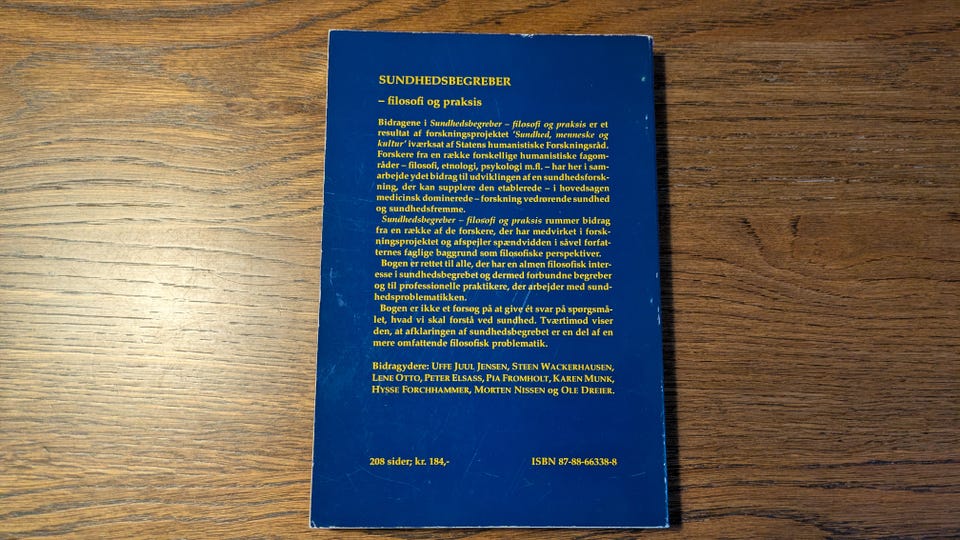 SUNDHEDSBEGREBER
– filosofi og praksis
Bidragene i Sundhedsbegreber – filosofi og praksis er et
resultat af forskningsprojektet 'Sundhed, menneske og
kultur' iværksat af Statens humanistiske Forskningsråd.
Forskere fra en række forskellige humanistiske fagom-
råder – filosofi, etnologi, psykologi m.fl. – har her i sam-
arbejde ydet bidrag til udviklingen af en sundhedsforsk-
ning, der kan supplere den etablerede – i hovedsagen
medicinsk dominerede – forskning vedrørende sundhed
og sundhedsfremme.
Sundhedsbegreber – filosofi og praksis rummer bidrag
fra en række af de forskere, der har medvirket i forsk-
ningsprojektet og afspejler spændvidden i såvel forfat-
ternes faglige baggrund som filosofiske perspektiver.
Bogen er rettet til alle, der har en almen filosofisk inter-
esse i sundhedsbegrebet og dermed forbundne begreber
og til professionelle praktikere, der arbejder med sund-
hedsproblematikken.
Bogen er ikke et forsøg på at give ét svar på spørgsmå-
let, hvad vi skal forstå ved sundhed. Tværtimod viser
den, at afklaringen af sundhedsbegrebet er en del af en
mere omfattende filosofisk problematik.
Bidragydere: UFFE JUUL JENSEN, STEEN WACKERHAUSEN,
LENE OTTO, PETER ELSASS, PIA FROMHOLT, KAREN MUNK,
HYSSE FORCHHAMMER, MORTEN NISSEN og OLE DREIER.
208 sider; kr. 184,-
ISBN 87-88-66338-8